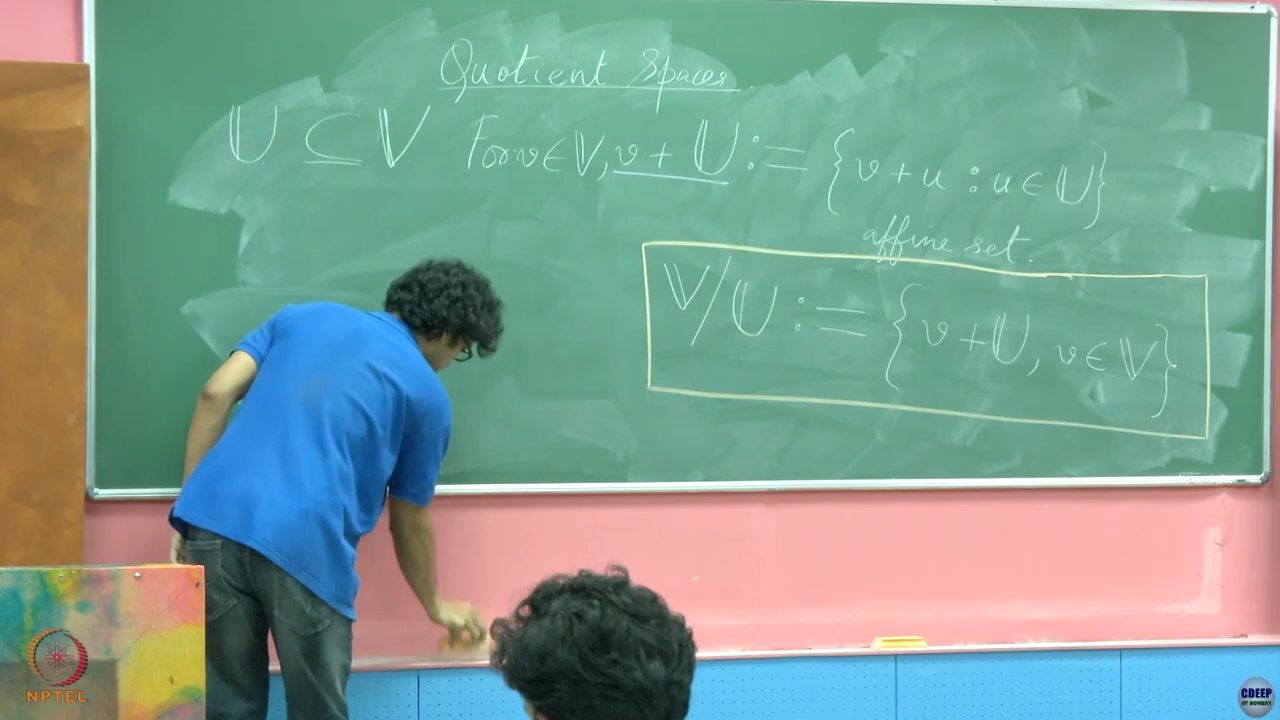 Quotient Spaces.
𝕌 ⊆ 𝕍 For v ∈ 𝕍, v + 𝕌 := {v + u : u ∈ 𝕌}
affine set.
𝕍/𝕌 := {v + 𝕌, v ∈ 𝕍}
NPTEL
CDEEP
IIT BOMBAY